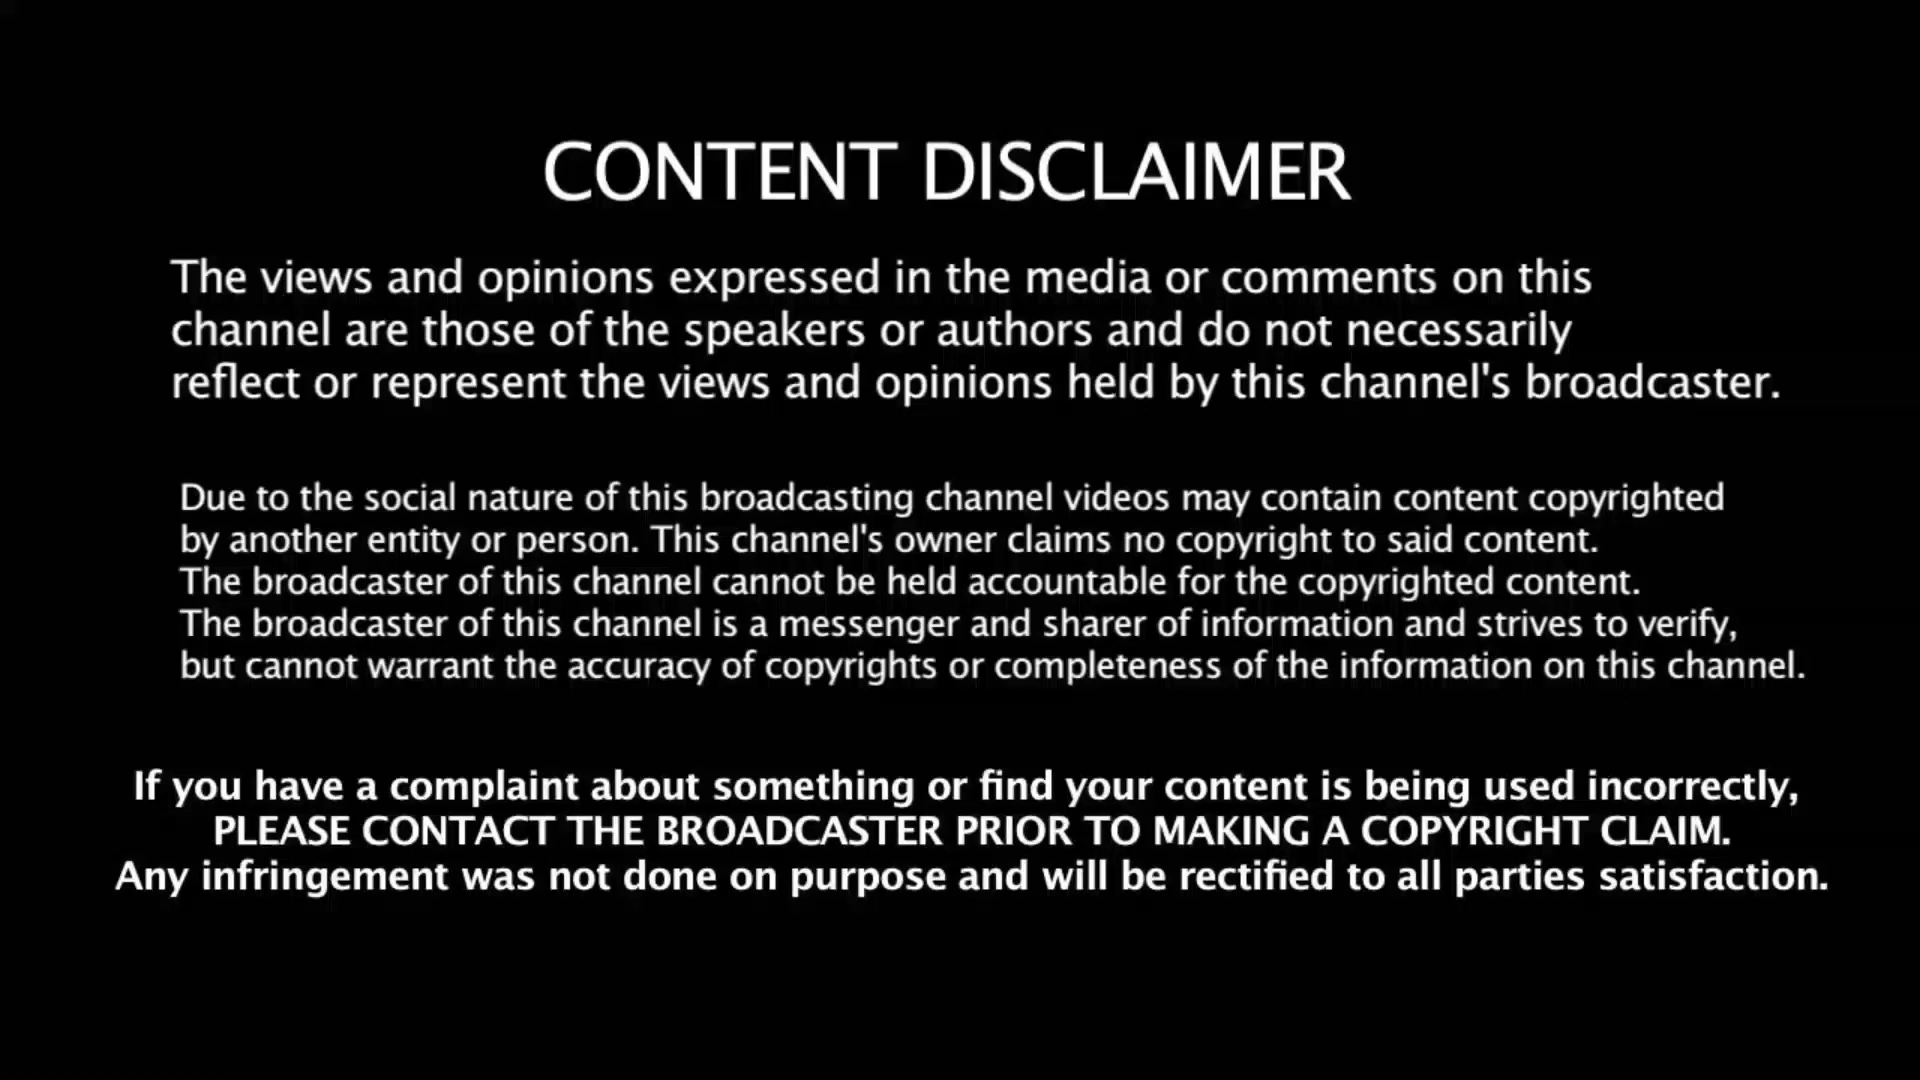 CONTENT DISCLAIMER
The views and opinions expressed in the media or comments on this
channel are those of the speakers or authors and do not necessarily
reflect or represent the views and opinions held by this channel's broadcaster.
Due to the social nature of this broadcasting channel videos may contain content copyrighted
by another entity or person. This channel's owner claims no copyright to said content.
The broadcaster of this channel cannot be held accountable for the copyrighted content.
The broadcaster of this channel is a messenger and sharer of information and strives to verify,
but cannot warrant the accuracy of copyrights or completeness of the information on this channel.
If you have a complaint about something or find your content is being used incorrectly,
PLEASE CONTACT THE BROADCASTER PRIOR TO MAKING A COPYRIGHT CLAIM.
Any infringement was not done on purpose and will be rectified to all parties satisfaction.